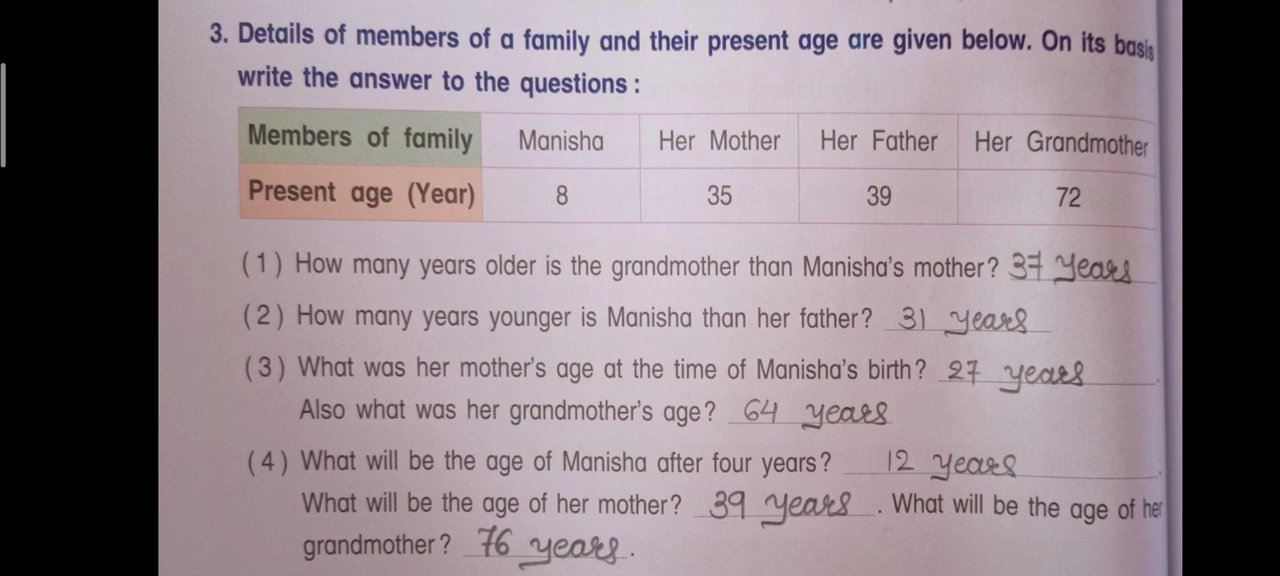 3. Details of members of a family and their present age are given below. On its basis
write the answer to the questions :
Members of family Manisha Her Mother Her Father Her Grandmother
Present age (Year) 8 35 39 72
(1) How many years older is the grandmother than Manisha's mother? 37 years
(2) How many years younger is Manisha than her father? 31 years
(3) What was her mother's age at the time of Manisha's birth? 27 years.
Also what was her grandmother's age? 64 years
(4) What will be the age of Manisha after four years? 12 years.
What will be the age of her mother? 39 years. What will be the age of her
grandmother? 76 years.